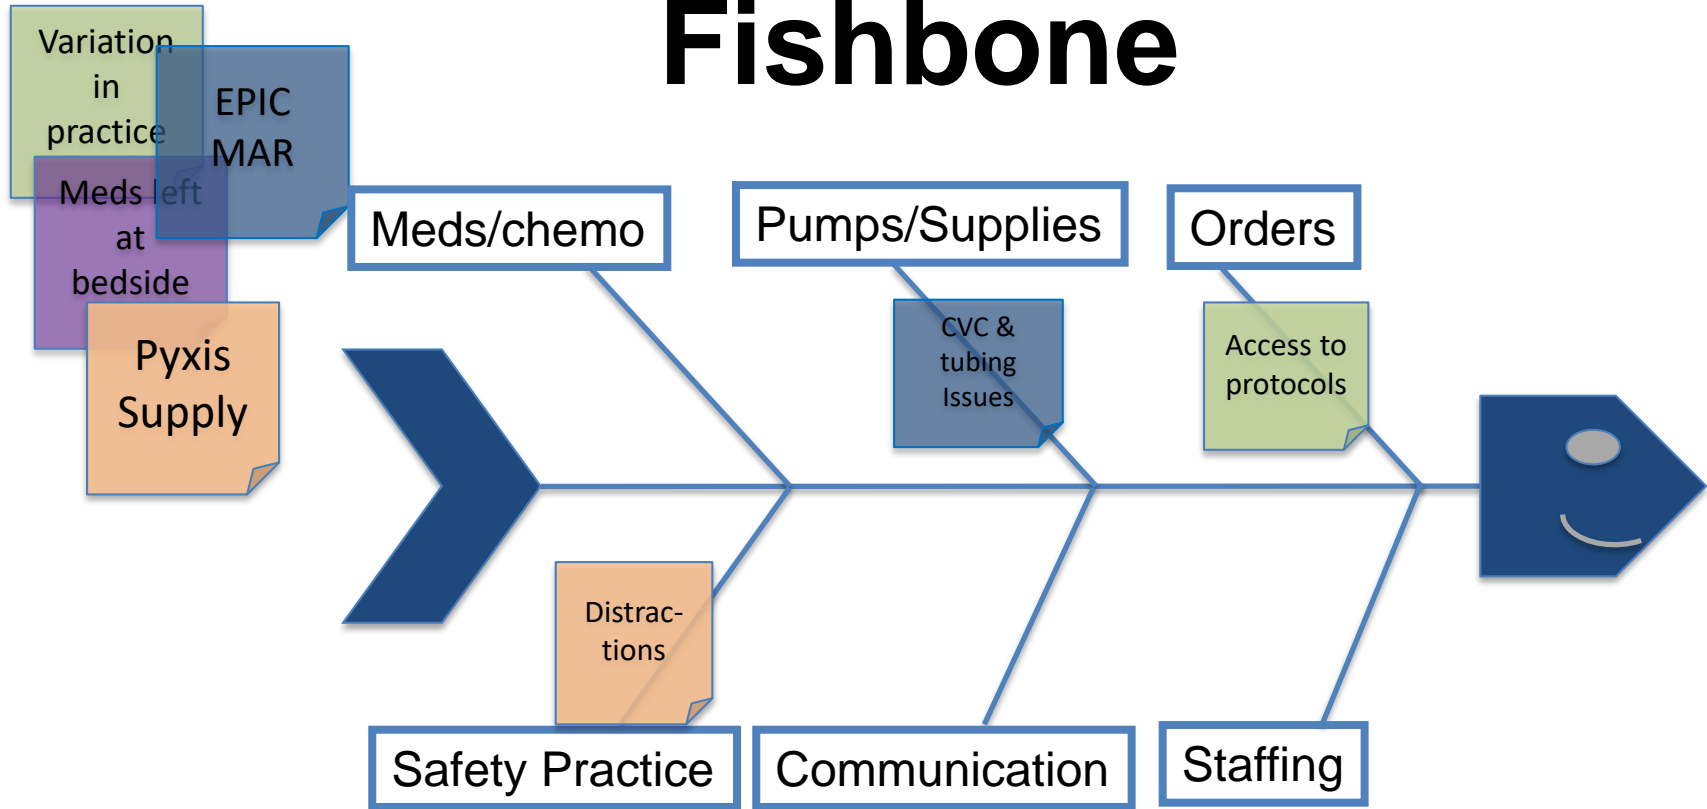 Fishbone
Variation
in
practice
EPIC
MAR
Meds left
at
bedside
Pyxis
Supply
Meds/chemo
Pumps/Supplies
Orders
CVC &
tubing
Issues
Access to
protocols
Distrac-
tions
Safety Practice
Communication
Staffing